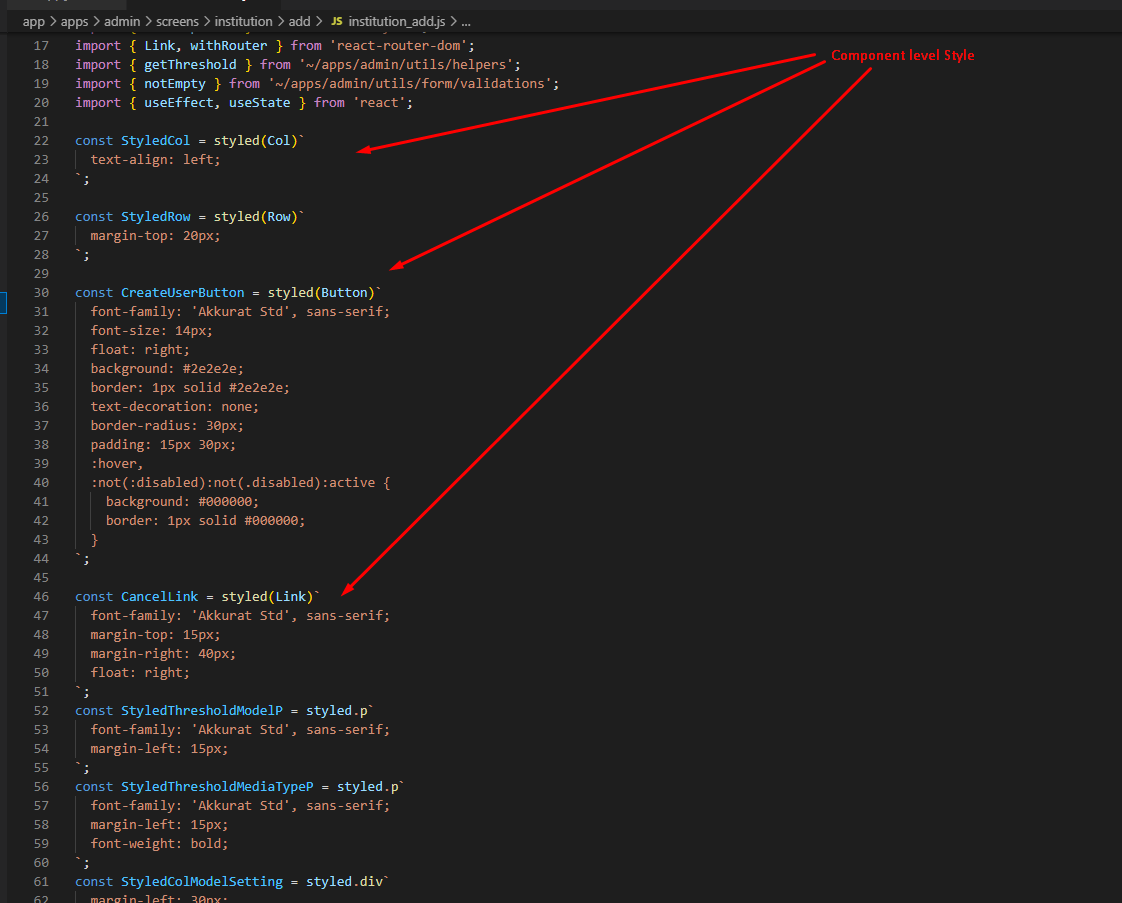 app > apps > admin > screens > institution > add > JS institution_add.js > ...
17 import { Link, withRouter } from 'react-router-dom';
Component level Style
18 import { getThreshold } from '~/apps/admin/utils/helpers';
19 import { notEmpty } from '~/apps/admin/utils/form/validations';
20 import { useEffect, useState } from 'react';
21
22 const StyledCol = styled(Col)`
23 text-align: left;
24 `;
25
26 const StyledRow = styled(Row)`
27 margin-top: 20px;
28 `;
29
30 const CreateUserButton = styled(Button)`
31 font-family: 'Akkurat Std', sans-serif;
32 font-size: 14px;
33 float: right;
34 background: #2e2e2e;
35 border: 1px solid #2e2e2e;
36 text-decoration: none;
37 border-radius: 30px;
38 padding: 15px 30px;
39 :hover,
40 :not(:disabled):not(.disabled):active {
41 background: #000000;
42 border: 1px solid #000000;
43 }
44 `;
45
46 const CancelLink = styled(Link)`
47 font-family: 'Akkurat Std', sans-serif;
48 margin-top: 15px;
49 margin-right: 40px;
50 float: right;
51 `;
52 const StyledThresholdModelP = styled.p`
53 font-family: 'Akkurat Std', sans-serif;
54 margin-left: 15px;
55 `;
56 const StyledThresholdMediaTypeP = styled.p`
57 font-family: 'Akkurat Std', sans-serif;
58 margin-left: 15px;
59 font-weight: bold;
60 `;
61 const StyledColModelSetting = styled.div`
62 margin-left: 30px;